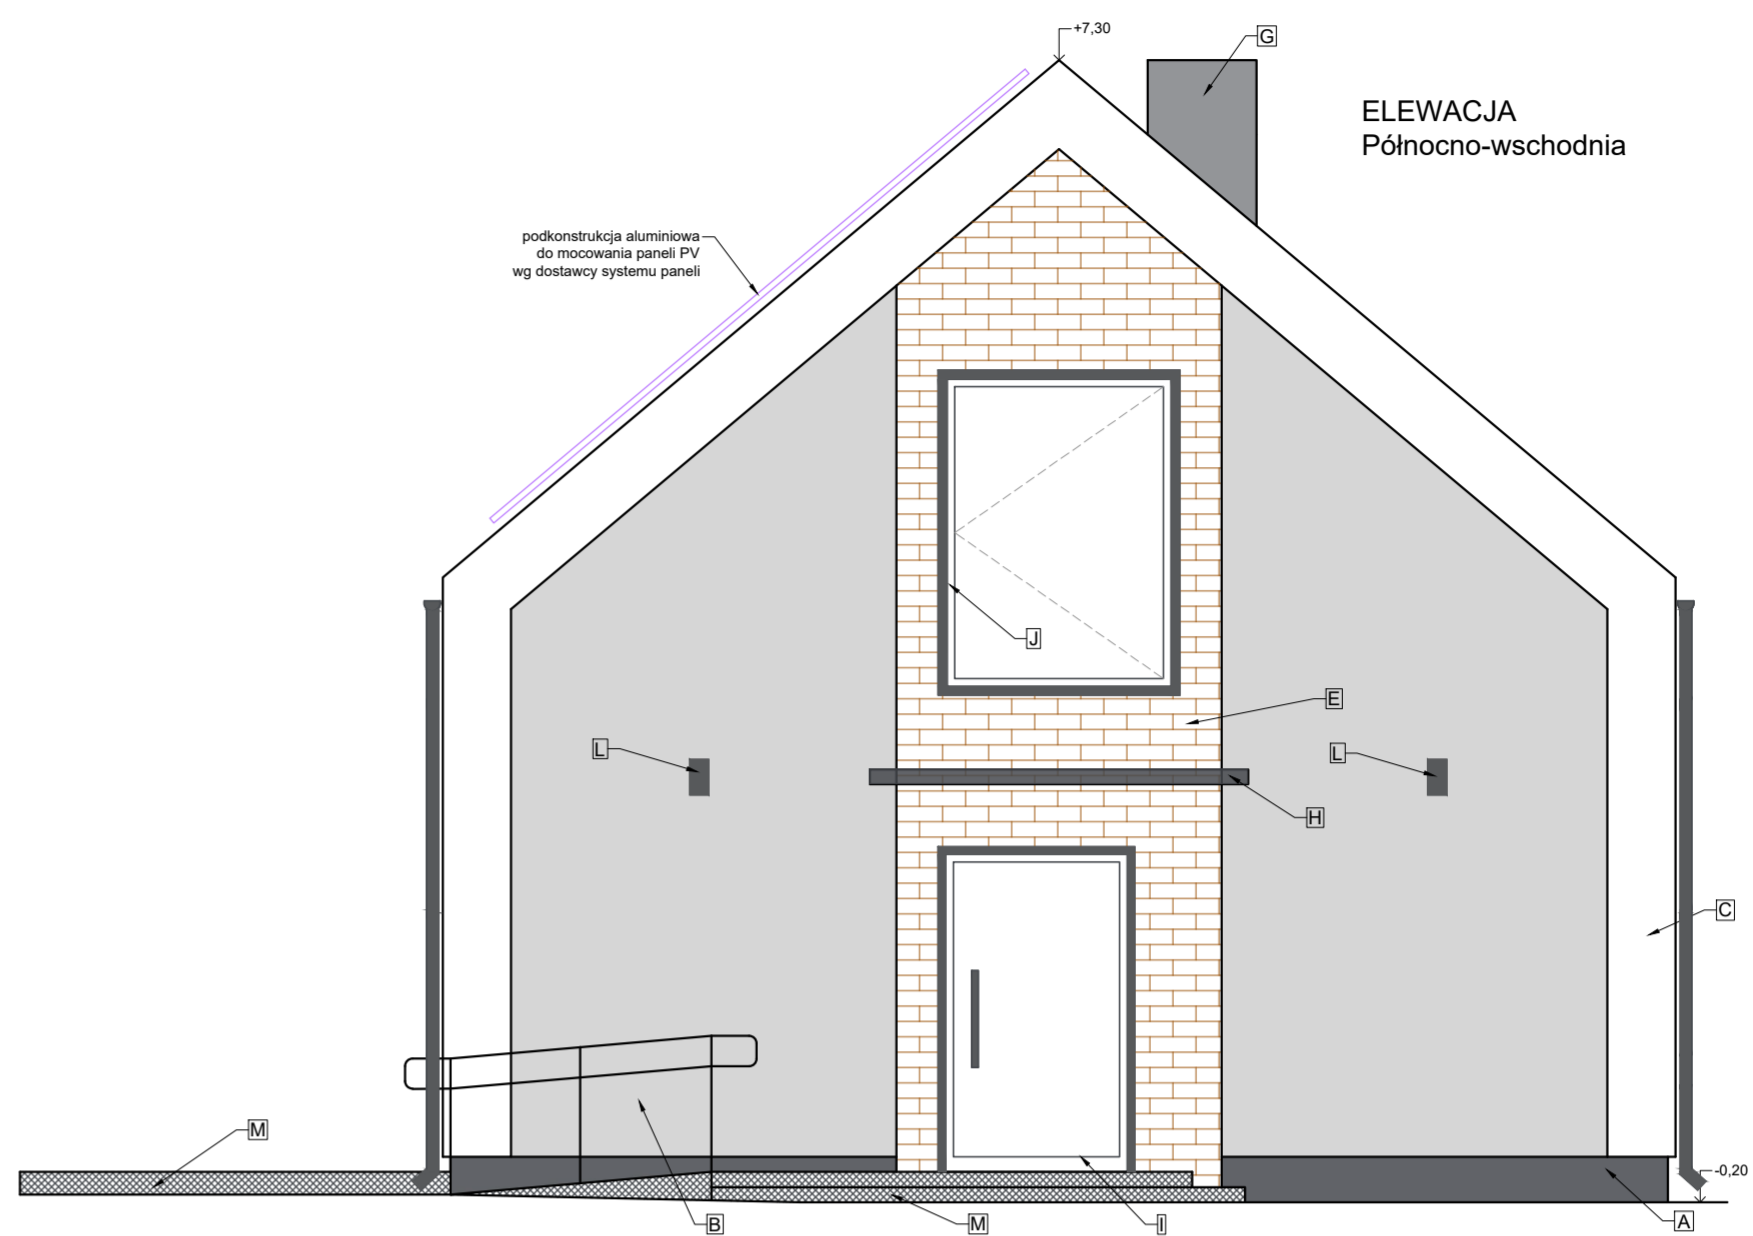 +7,30
G
ELEWACJA
Północno-wschodnia
podkonstrukcja aluminiowa
do mocowania paneli PV
wg dostawcy systemu paneli
J
E
L
L
H
C
M
-0,20
B
M
I
A